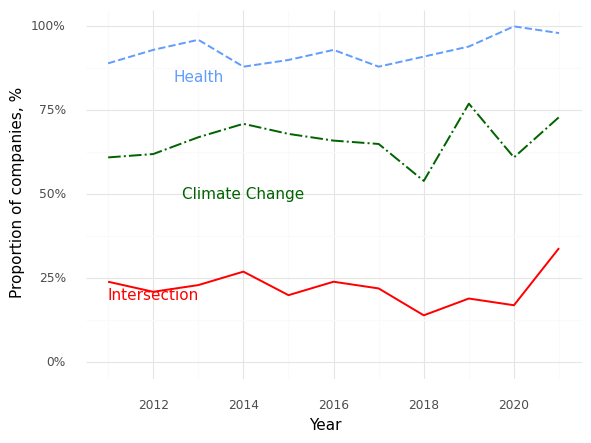 100%
Health
75%
Climate Change
50%
25%
Intersection
0%
Proportion of companies, %
2012 2014 2016 2018 2020
Year